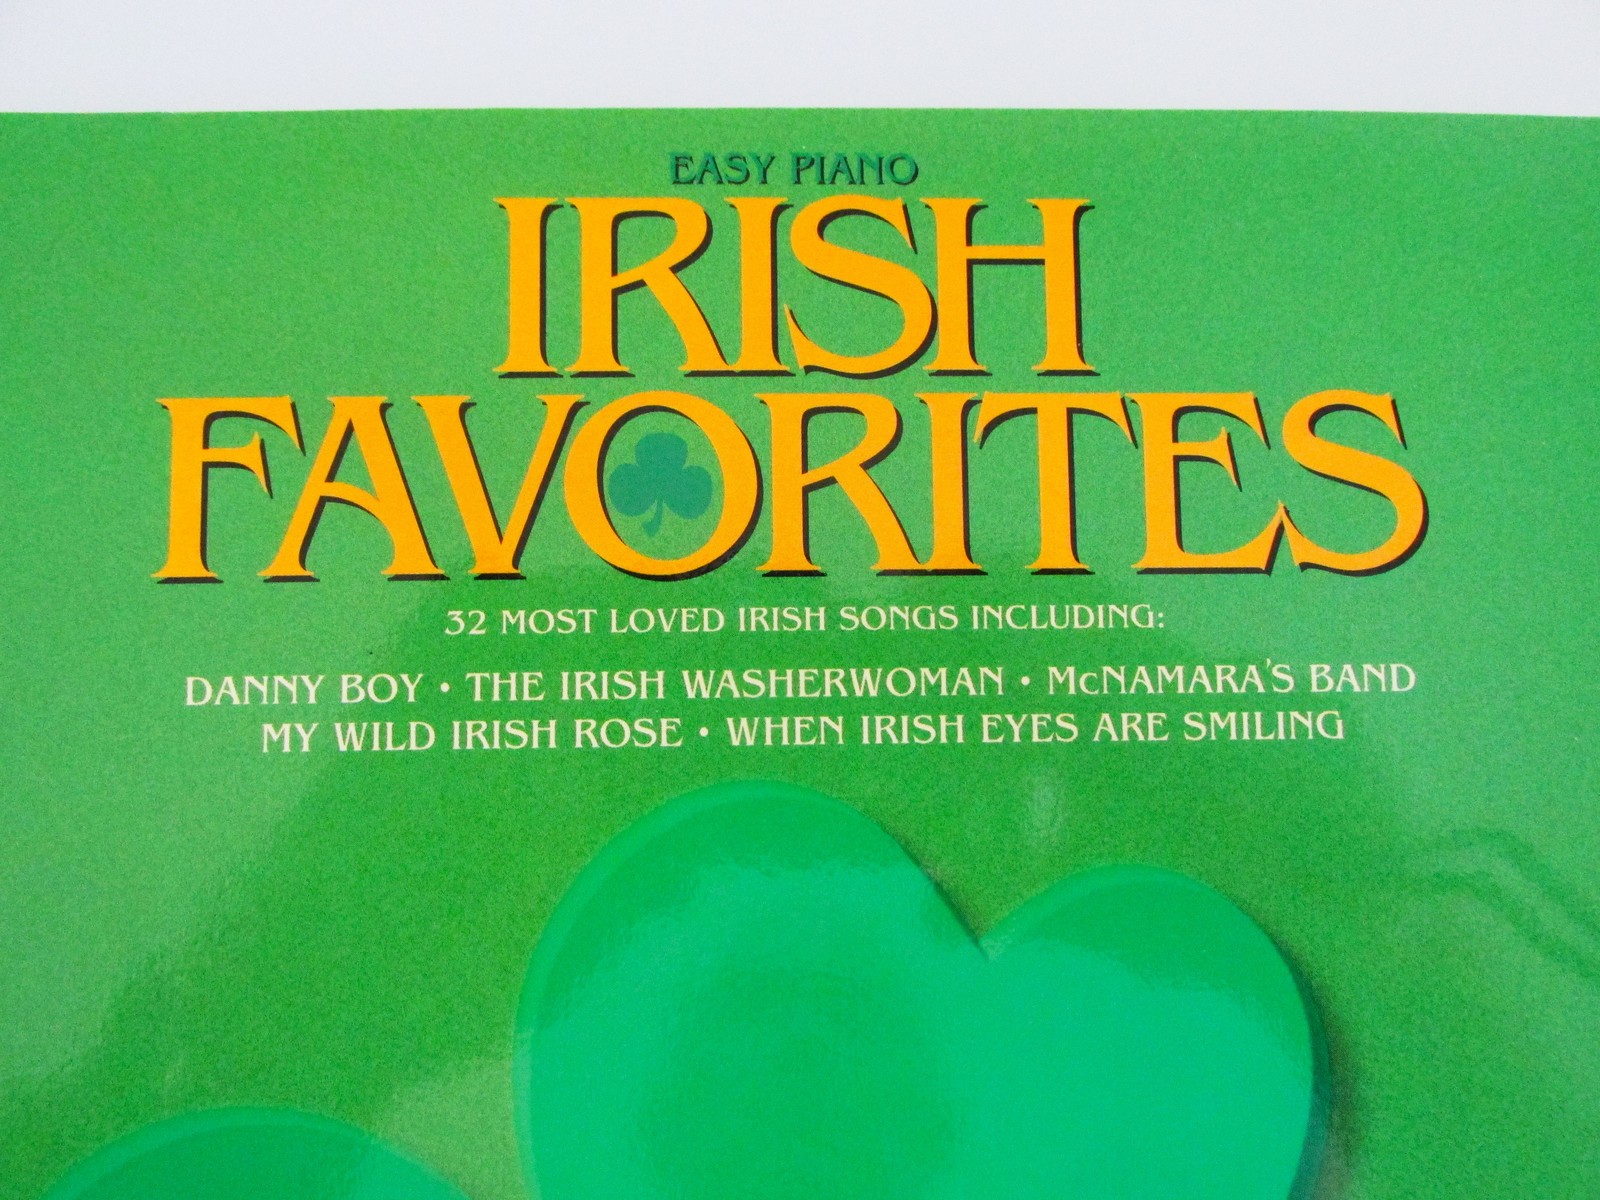 EASY PIANO
IRISH
FAVORITES
32 MOST LOVED IRISH SONGS INCLUDING:
DANNY BOY • THE IRISH WASHERWOMAN • McNAMARA'S BAND
MY WILD IRISH ROSE • WHEN IRISH EYES ARE SMILING